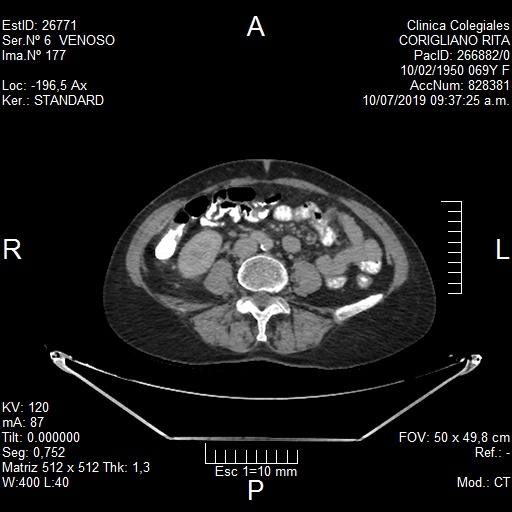 EstID: 26771
Ser.Nº 6 VENOSO
Ima.Nº 177
Loc: -196,5 Ax
Ker.: STANDARD
A
Clinica Colegiales
CORIGLIANO RITA
PacID: 266882/0
10/02/1950 069Y F
AccNum: 828381
10/07/2019 09:37:25 a.m.
R
L
KV: 120
mA: 87
Tilt: 0.000000
Seg: 0,752
Matriz 512 x 512 Thk: 1,3
W:400 L:40
Esc 1=10 mm
P
FOV: 50 x 49,8 cm
Ref.: -
Mod.: CT